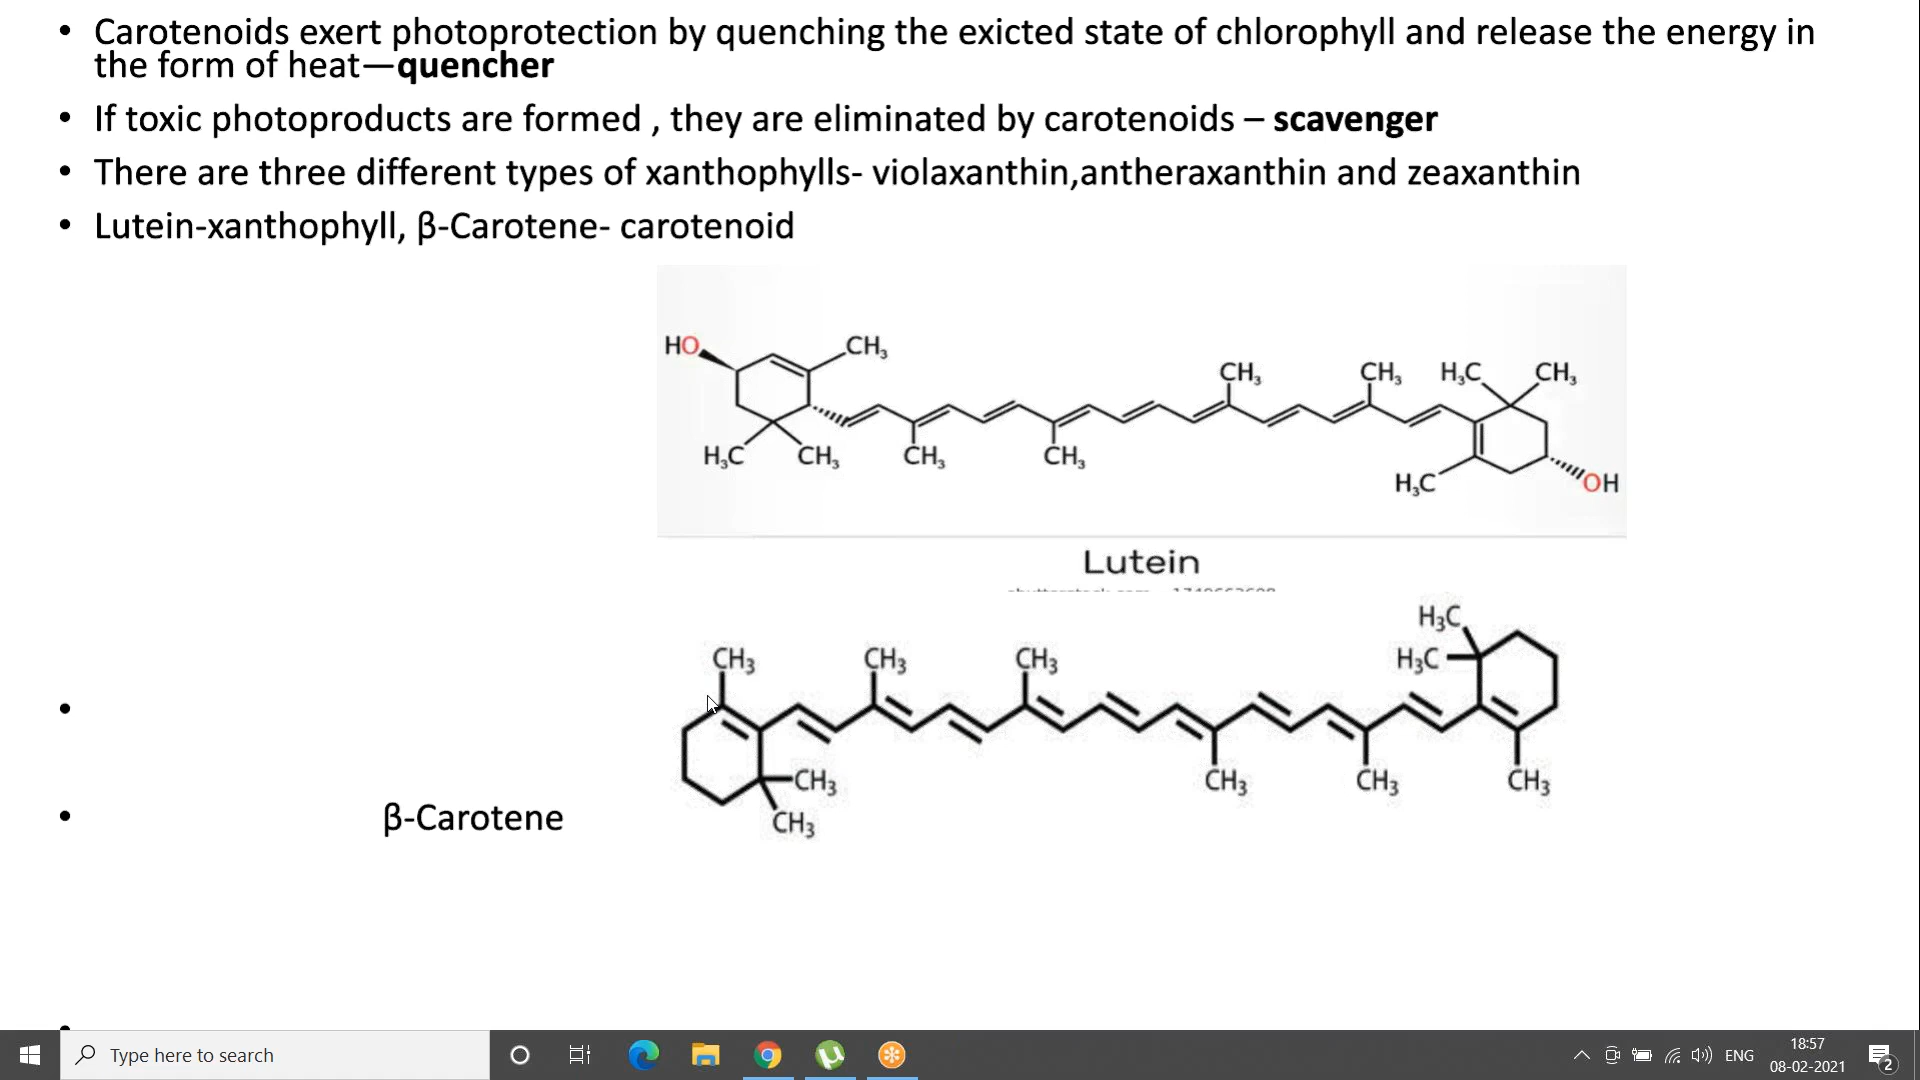 • Carotenoids exert photoprotection by quenching the exicted state of chlorophyll and release the energy in
the form of heat—quencher
• If toxic photoproducts are formed , they are eliminated by carotenoids – scavenger
• There are three different types of xanthophylls- violaxanthin,antheraxanthin and zeaxanthin
• Lutein-xanthophyll, β-Carotene- carotenoid
HO CH₃ CH₃ CH₃ H₃C CH₃
H₃C CH₃ CH₃ CH₃ H₃C OH
Lutein
H₃C
CH₃ CH₃ CH₃ H₃C
•
CH₃ CH₃ CH₃ CH₃
• β-Carotene
CH₃
•
Type here to search
ENG
18:57
08-02-2021
2